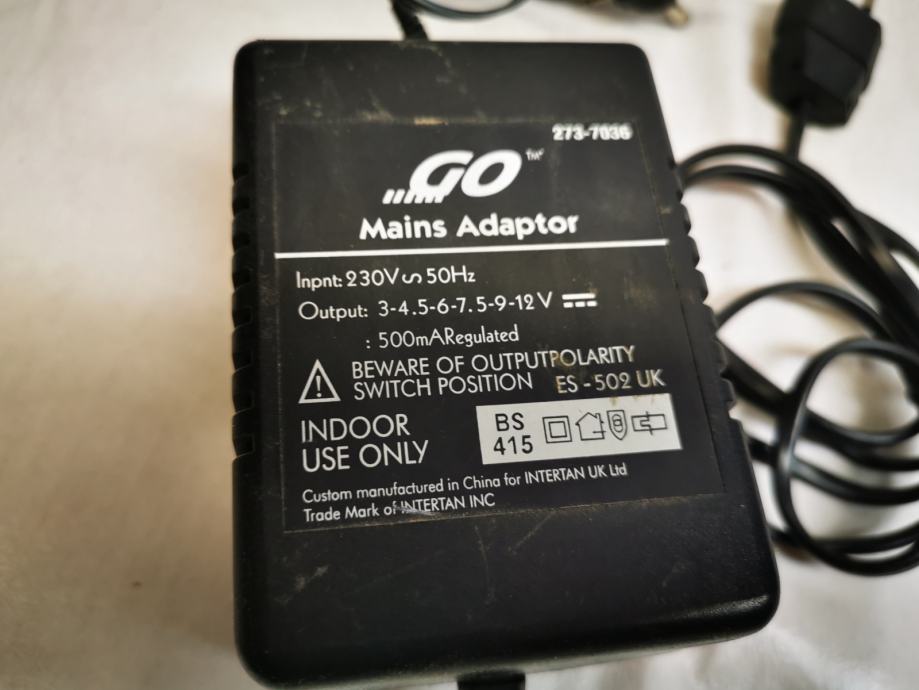 273-7036
GO™
Mains Adaptor
Inpnt: 230V ∽ 50Hz
Output: 3-4.5-6-7.5-9-12 V ⎓
: 500mARegulated
BEWARE OF OUTPUTPOLARITY
SWITCH POSITION ES - 502 UK
INDOOR
USE ONLY
BS
415
Custom manufactured in China for INTERTAN UK Ltd
Trade Mark of INTERTAN INC